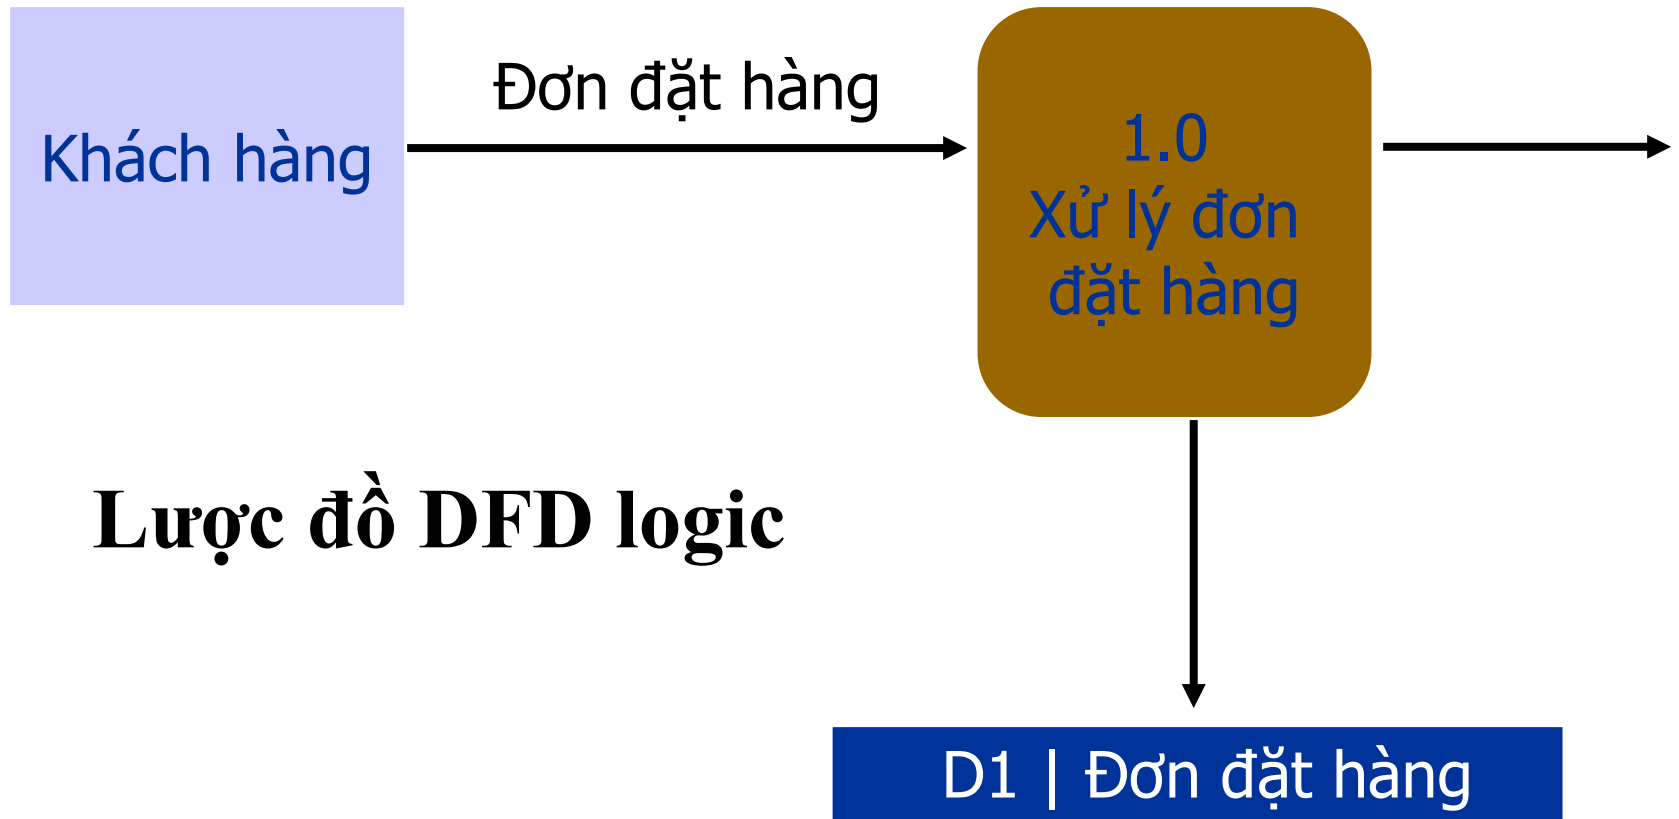 Khách hàng
Đơn đặt hàng
1.0
Xử lý đơn
đặt hàng
Lược đồ DFD logic
D1 | Đơn đặt hàng